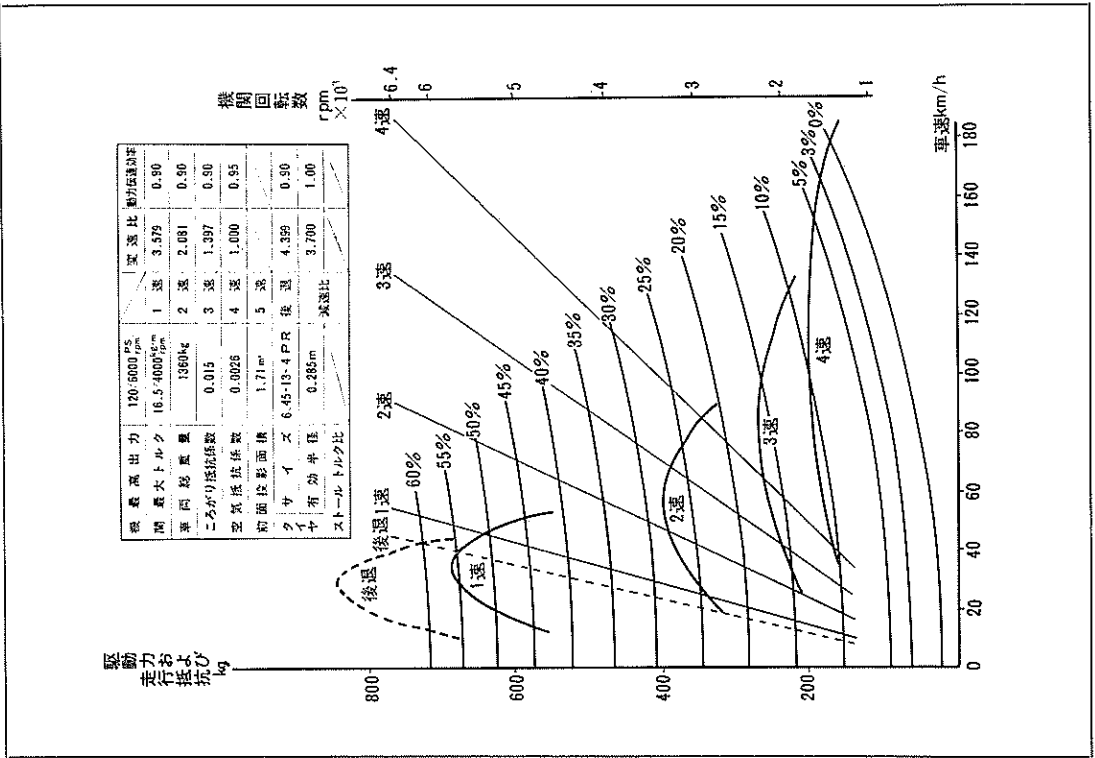 機関 最高出力 120/6000 PS/rpm 変速比 動力伝達効率
最大トルク 16.5/4000 kg-m/rpm 1速 3.579 0.90
車両総重量 1360kg 2速 2.081 0.90
ころがり抵抗係数 0.015 3速 1.397 0.90
空気抵抗係数 0.0026 4速 1.000 0.95
前面投影面積 1.71m² 5速
タイヤ サイズ 6.45-13-4PR 後退 4.399 0.90
有効半径 0.285m 減速比 3.700 1.00
ストールトルク比
駆動力および
走行抵抗
kg
800
600
400
200
0
機関回転数
rpm
×10³
6.4
6
5
4
3
2
1
後退
1速
2速
3速
4速
60%
55%
50%
45%
40%
35%
30%
25%
20%
15%
10%
5%
3%
0%
後退
1速
2速
3速
4速
20
40
60
80
100
120
140
160
180
車速km/h